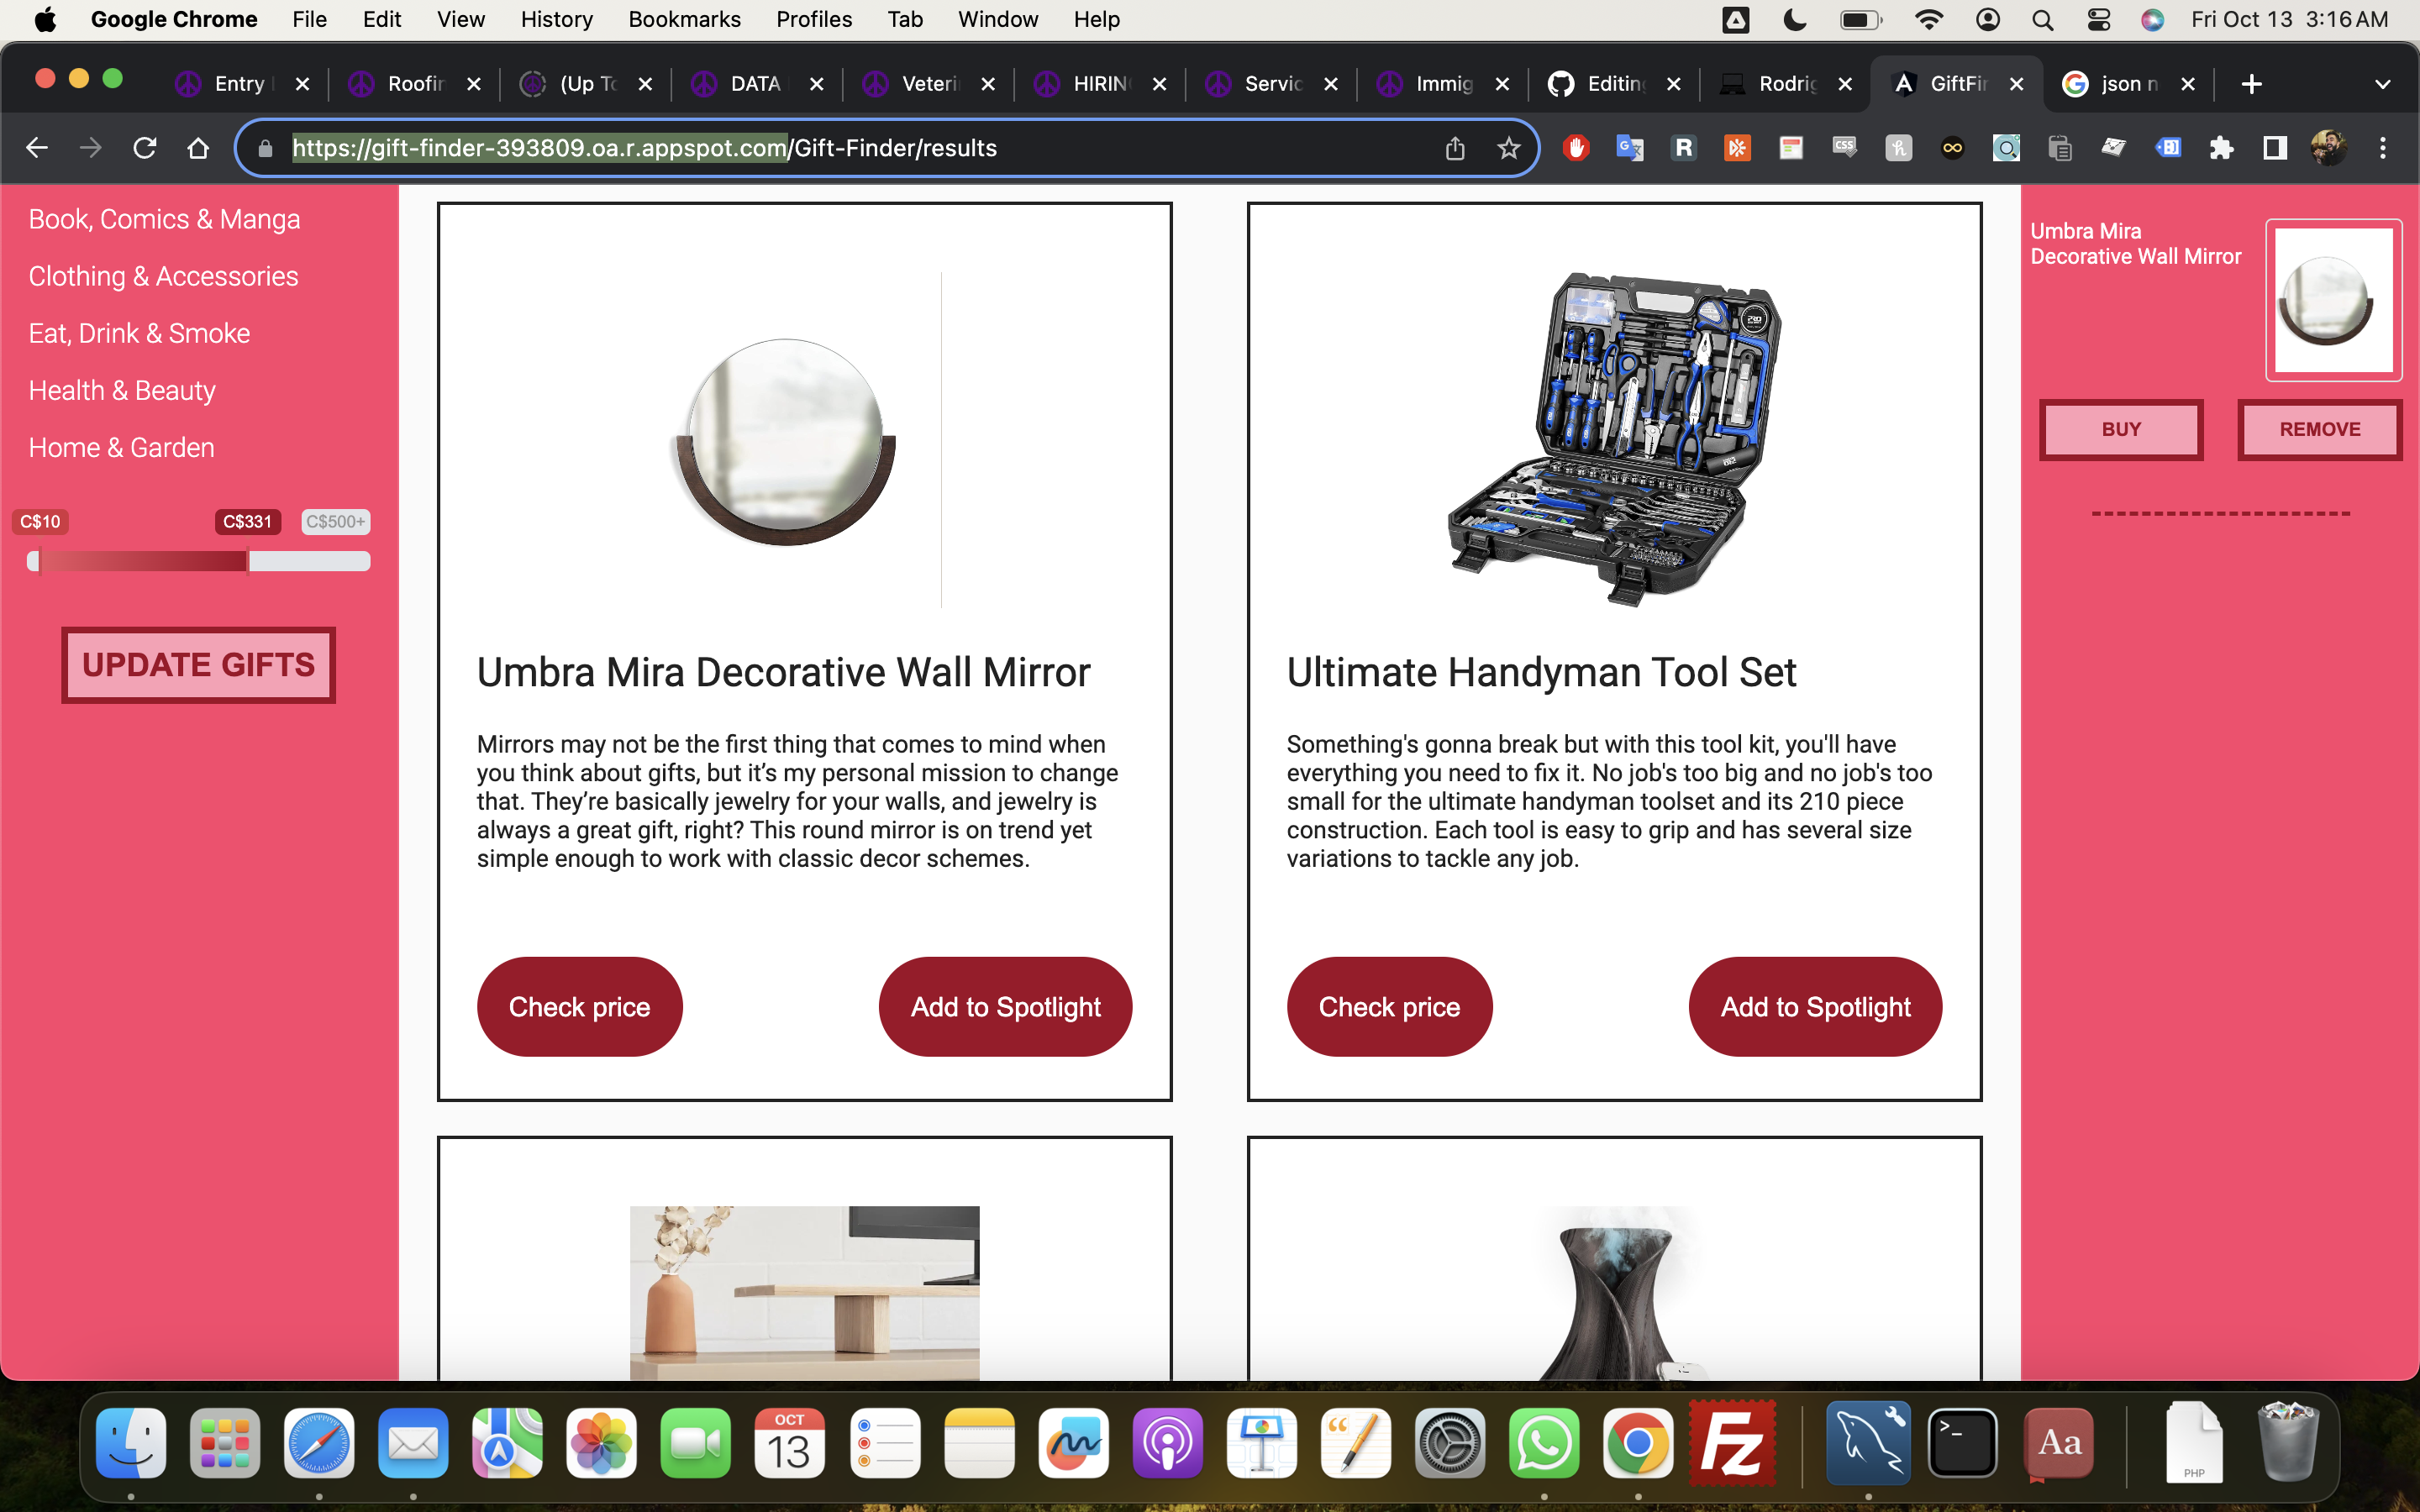 Google Chrome File Edit View History Bookmarks Profiles Tab Window Help Fri Oct 13 3:16 AM
Entry Roofin (Up To DATA Veteri HIRIN Servic Immig Editin Rodrig GiftFin json n
https://gift-finder-393809.oa.r.appspot.com/Gift-Finder/results
Book, Comics & Manga
Clothing & Accessories
Eat, Drink & Smoke
Health & Beauty
Home & Garden
C$10 C$331 C$500+
UPDATE GIFTS
Umbra Mira Decorative Wall Mirror
Mirrors may not be the first thing that comes to mind when
you think about gifts, but it’s my personal mission to change
that. They’re basically jewelry for your walls, and jewelry is
always a great gift, right? This round mirror is on trend yet
simple enough to work with classic decor schemes.
Check price Add to Spotlight
Ultimate Handyman Tool Set
Something's gonna break but with this tool kit, you'll have
everything you need to fix it. No job's too big and no job's too
small for the ultimate handyman toolset and its 210 piece
construction. Each tool is easy to grip and has several size
variations to tackle any job.
Check price Add to Spotlight
Umbra Mira
Decorative Wall Mirror
BUY REMOVE
OCT
13
Fz
Aa
PHP